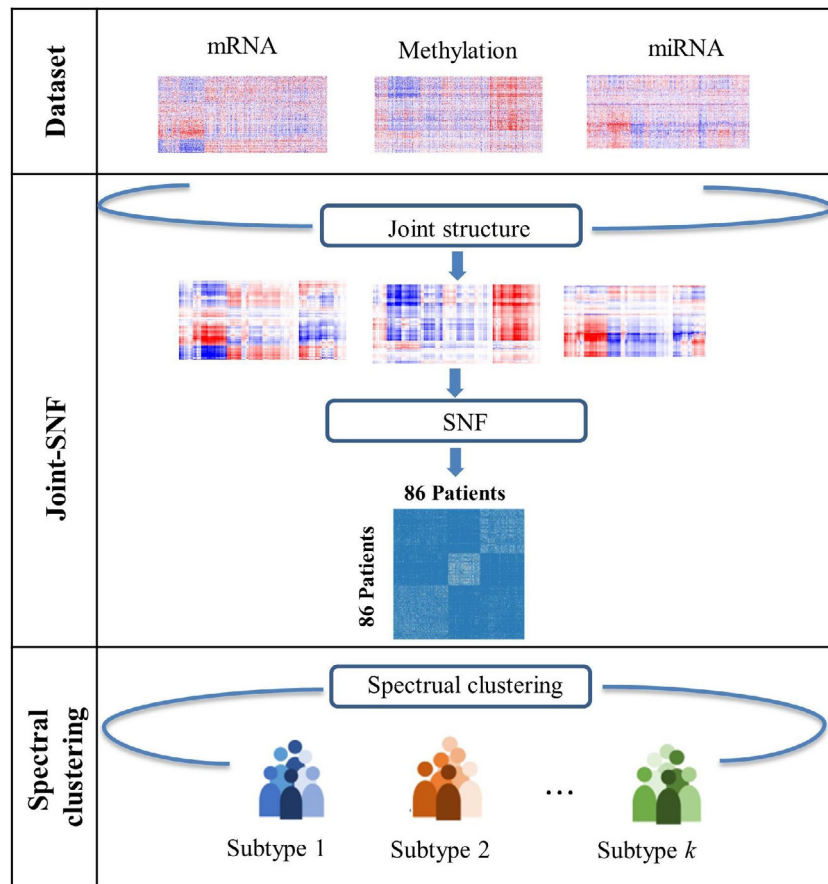 Dataset
mRNA
Methylation
miRNA
Joint-SNF
Joint structure
SNF
86 Patients
86 Patients
Spectral
clustering
Spectrual clustering
...
Subtype 1
Subtype 2
Subtype k